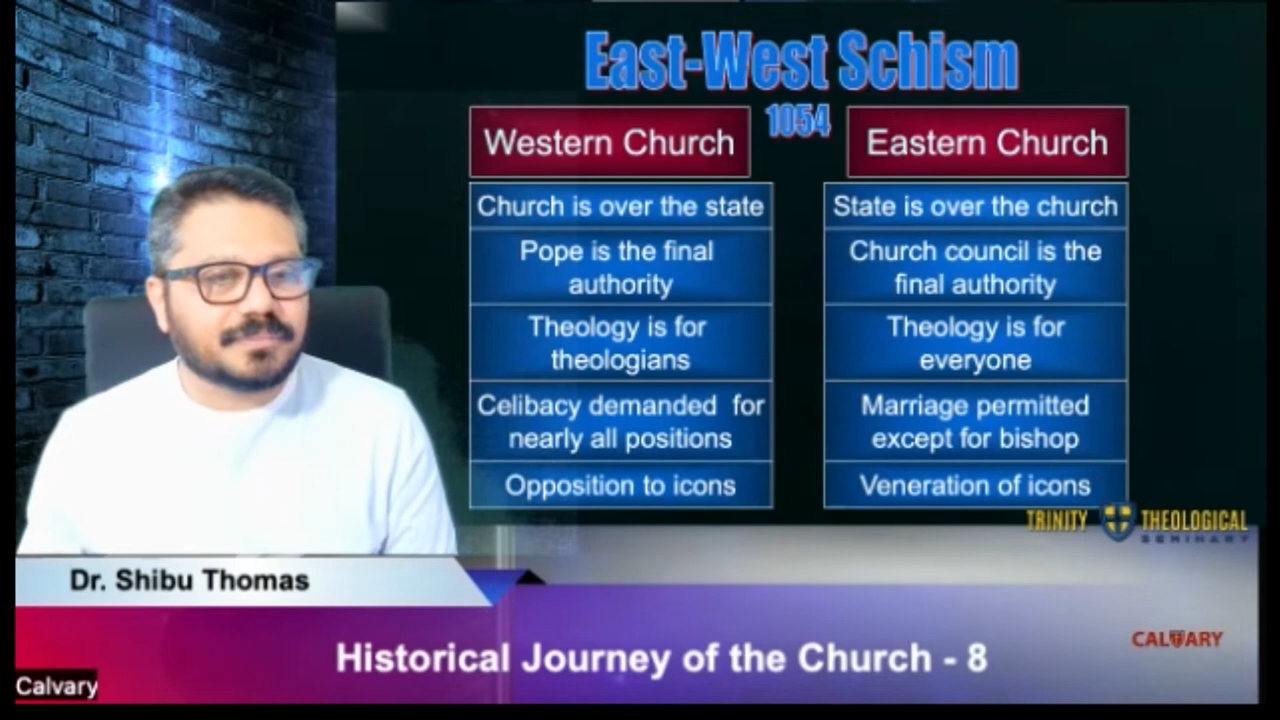 East-West Schism
1054
Western Church
Eastern Church
Church is over the state
State is over the church
Pope is the final
authority
Church council is the
final authority
Theology is for
theologians
Theology is for
everyone
Celibacy demanded for
nearly all positions
Marriage permitted
except for bishop
Opposition to icons
Veneration of icons
TRINITY THEOLOGICAL
SEMINARY
Dr. Shibu Thomas
CALVARY
Historical Journey of the Church - 8
Calvary